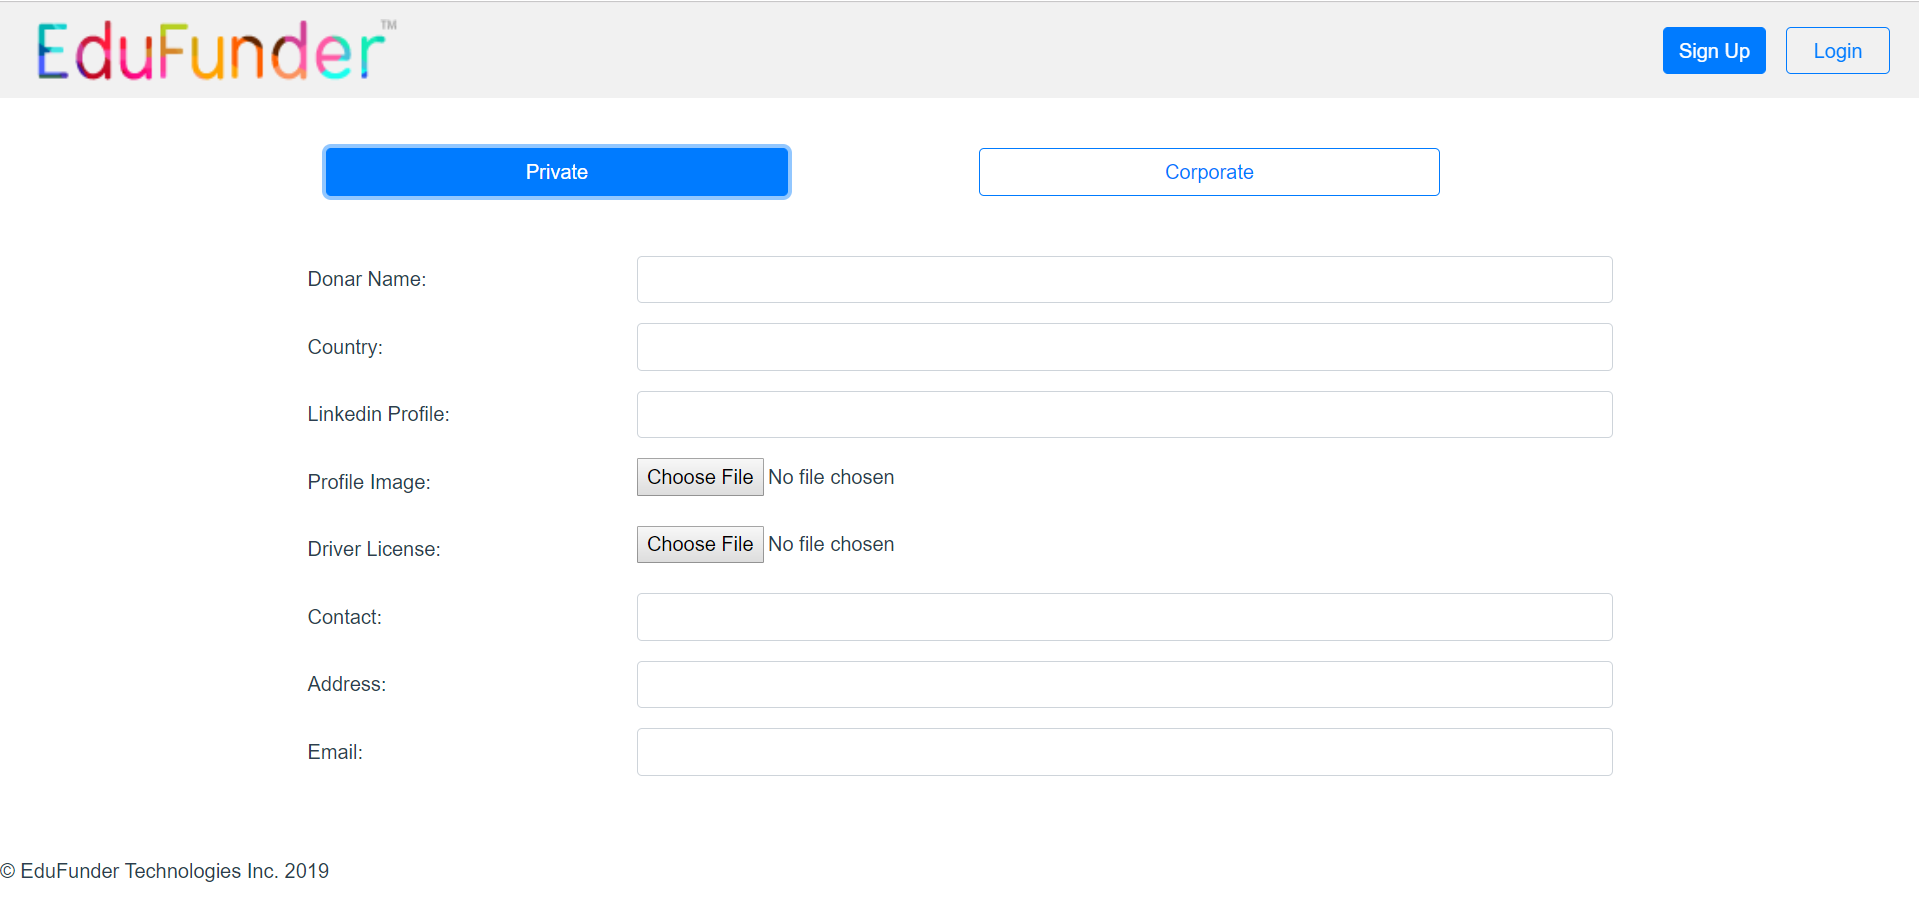 EduFunder™
Sign Up
Login
Private
Corporate
Donar Name:
Country:
Linkedin Profile:
Profile Image:
Choose File No file chosen
Driver License:
Choose File No file chosen
Contact:
Address:
Email:
© EduFunder Technologies Inc. 2019